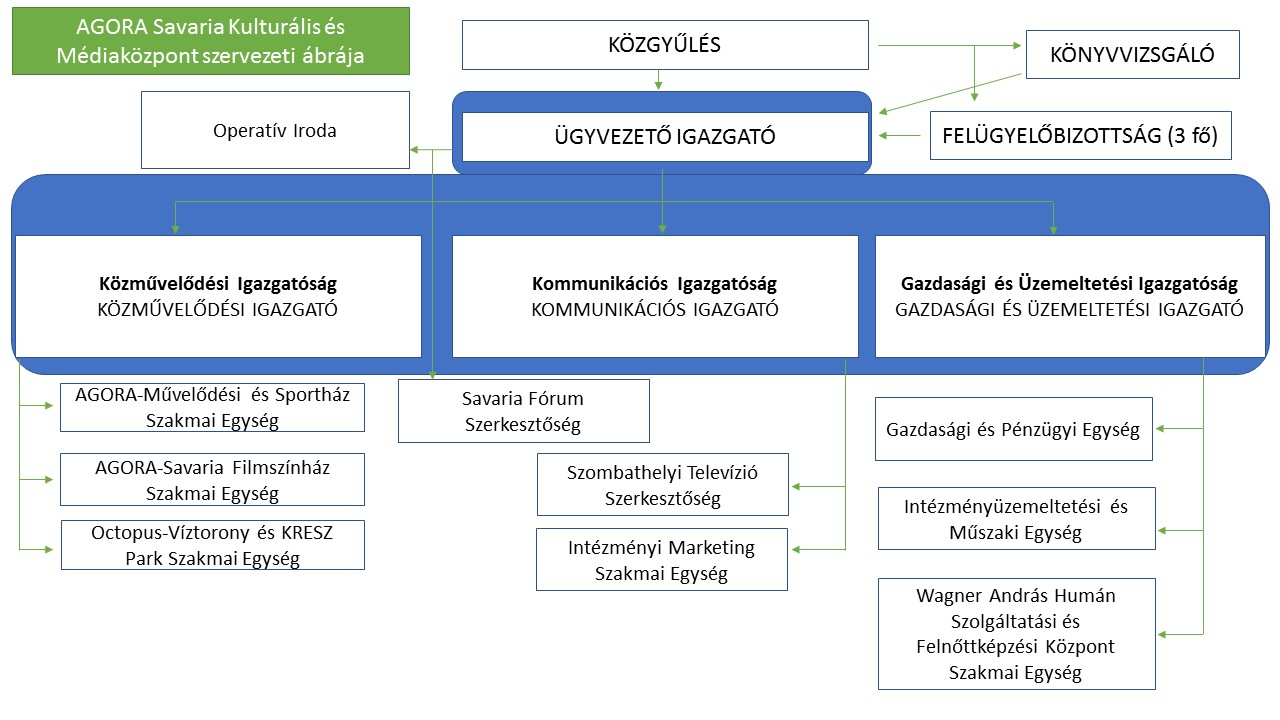 AGORA Savaria Kulturális és
Médiaközpont szervezeti ábrája
KÖZGYŰLÉS
KÖNYVVIZSGÁLÓ
Operatív Iroda
ÜGYVEZETŐ IGAZGATÓ
FELÜGYELŐBIZOTTSÁG (3 fő)
Közművelődési Igazgatóság
KÖZMŰVELŐDÉSI IGAZGATÓ
Kommunikációs Igazgatóság
KOMMUNIKÁCIÓS IGAZGATÓ
Gazdasági és Üzemeltetési Igazgatóság
GAZDASÁGI ÉS ÜZEMELTETÉSI IGAZGATÓ
AGORA-Művelődési és Sportház
Szakmai Egység
AGORA-Savaria Filmszínház
Szakmai Egység
Octopus-Víztorony és KRESZ
Park Szakmai Egység
Savaria Fórum
Szerkesztőség
Szombathelyi Televízió
Szerkesztőség
Intézményi Marketing
Szakmai Egység
Gazdasági és Pénzügyi Egység
Intézményüzemeltetési és
Műszaki Egység
Wagner András Humán
Szolgáltatási és
Felnőttképzési Központ
Szakmai Egység